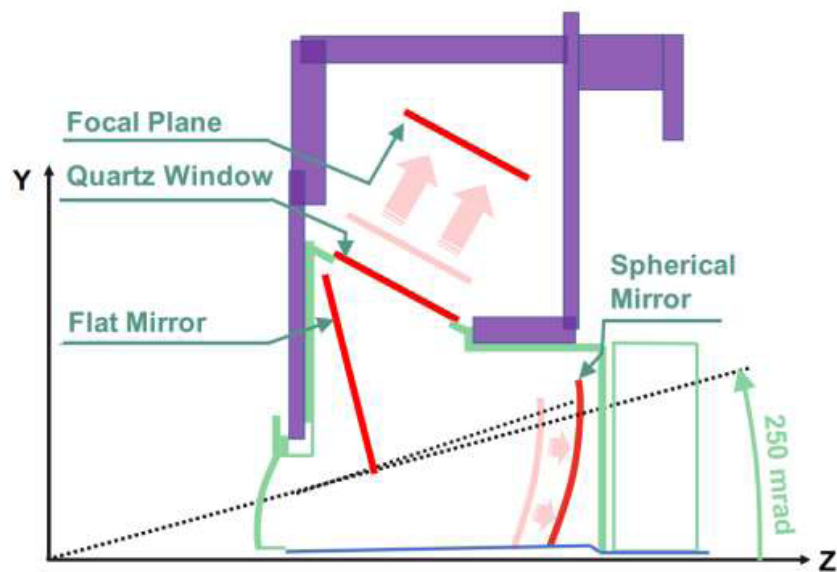 Focal Plane
Y
Quartz Window
Spherical
Mirror
Flat Mirror
250 mrad
Z